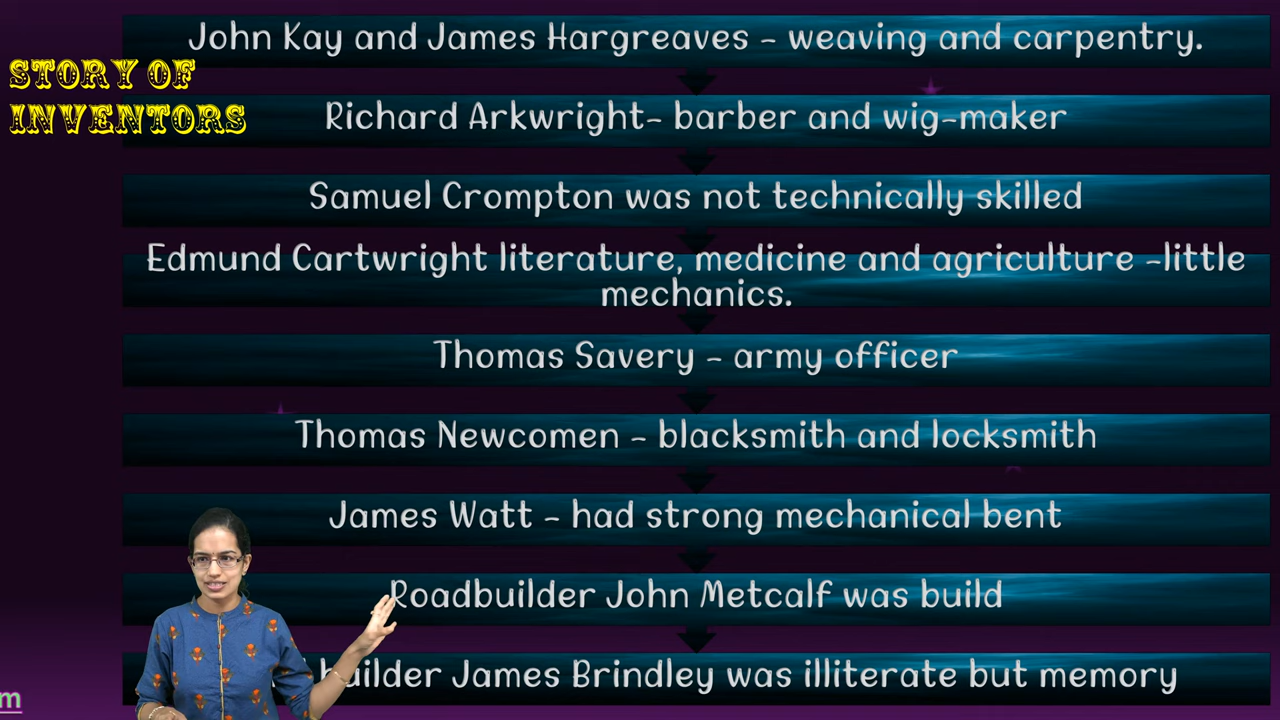 STORY OF
INVENTORS
John Kay and James Hargreaves - weaving and carpentry.
Richard Arkwright- barber and wig-maker
Samuel Crompton was not technically skilled
Edmund Cartwright literature, medicine and agriculture -little
mechanics.
Thomas Savery - army officer
Thomas Newcomen - blacksmith and locksmith
James Watt - had strong mechanical bent
Roadbuilder John Metcalf was build
builder James Brindley was illiterate but memory
m